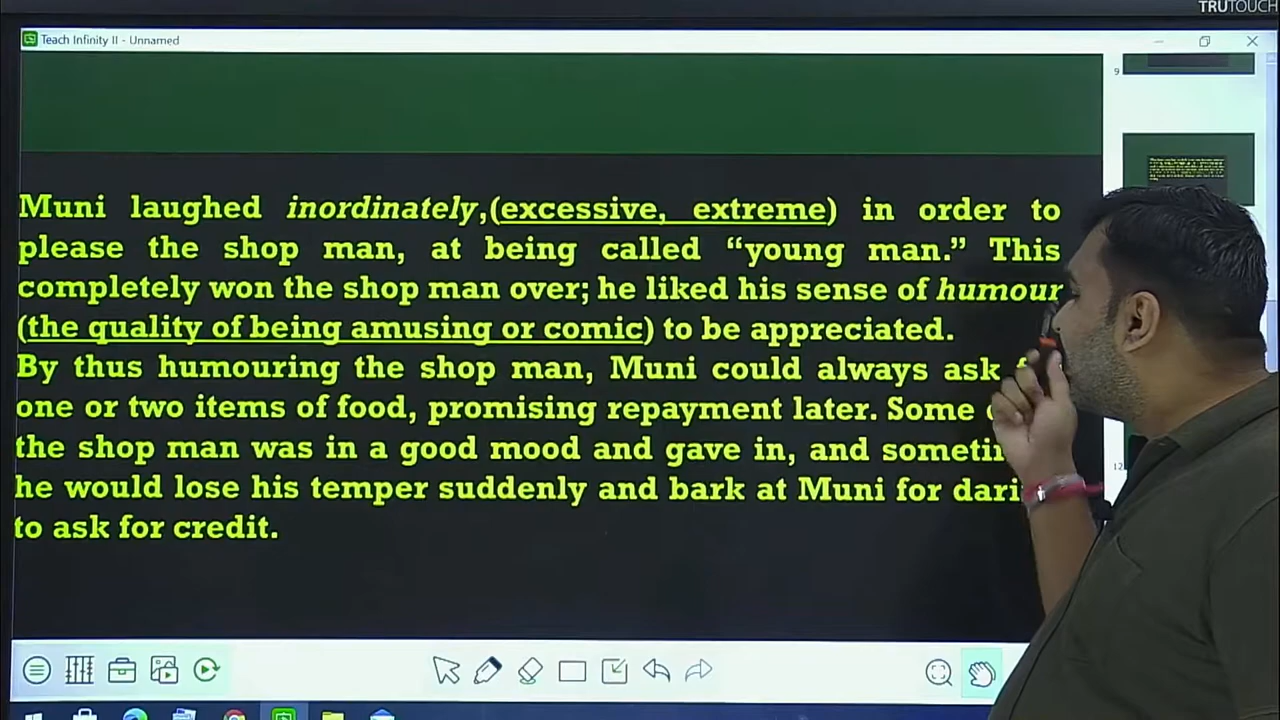 TRUTOUCH
Teach Infinity II - Unnamed
9
Muni laughed inordinately,(excessive, extreme) in order to
please the shop man, at being called “young man.” This
completely won the shop man over; he liked his sense of humour
(the quality of being amusing or comic) to be appreciated.
By thus humouring the shop man, Muni could always ask
one or two items of food, promising repayment later. Some
the shop man was in a good mood and gave in, and
he would lose his temper suddenly and bark at Muni for
to ask for credit.
12